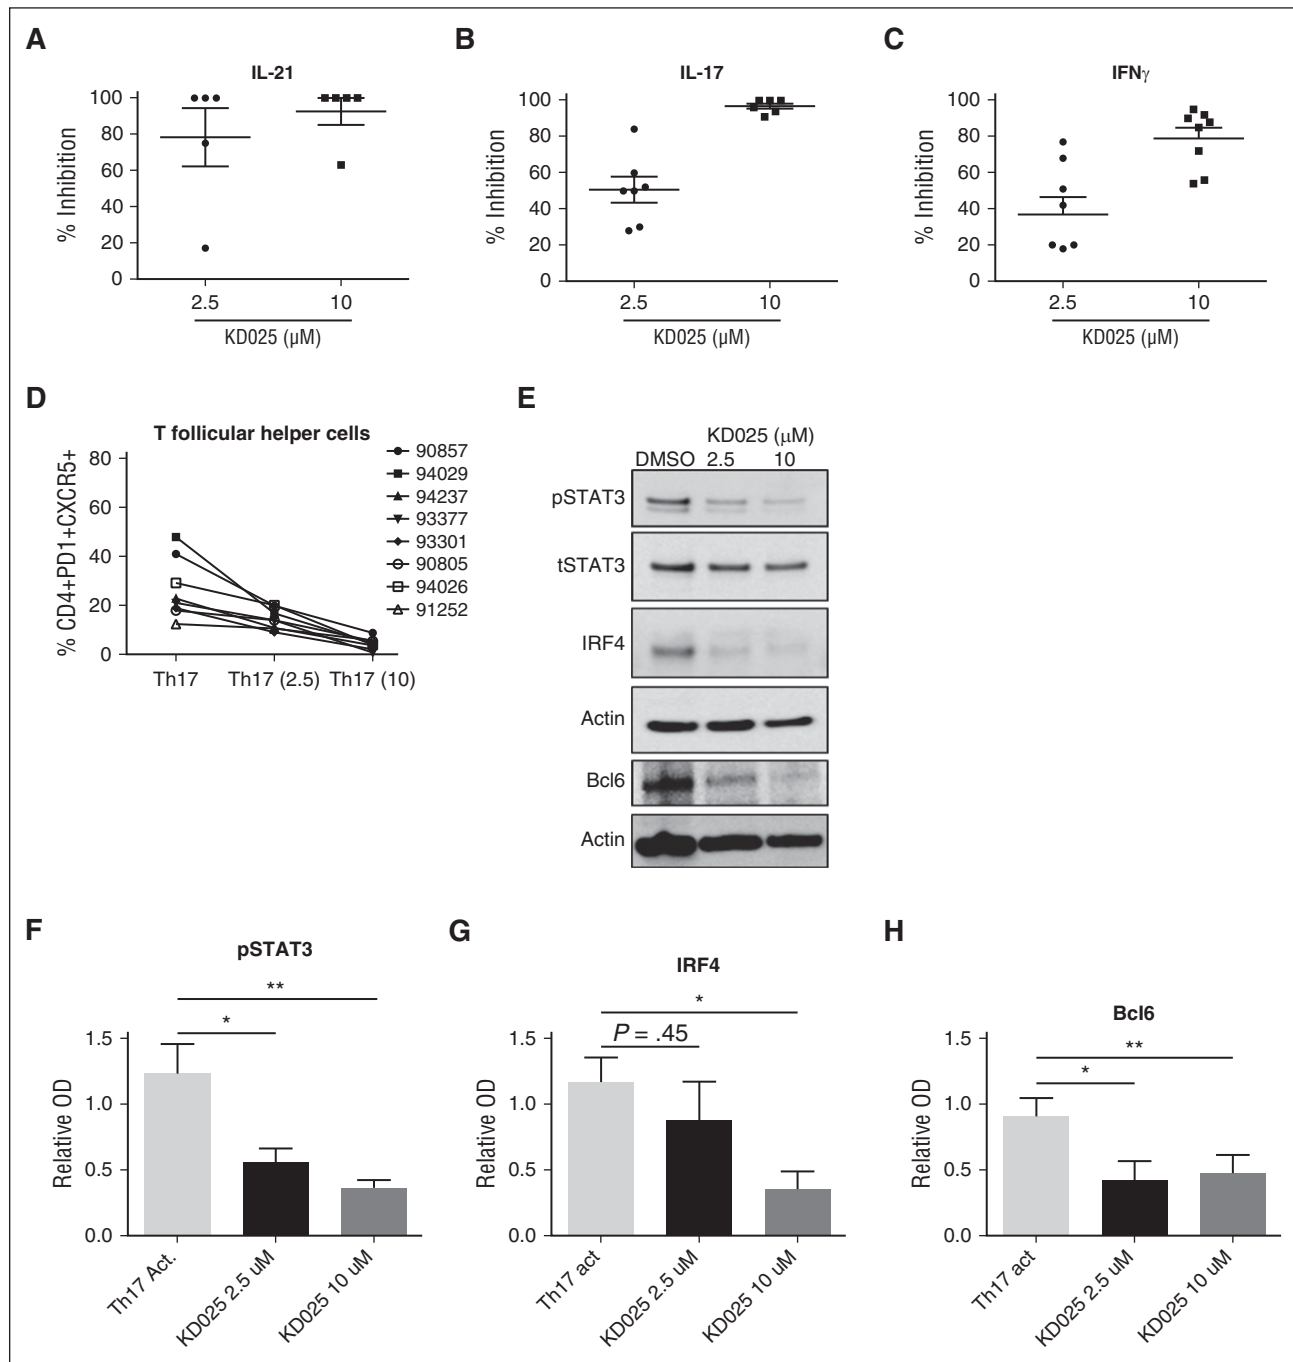 A
IL-21
% Inhibition
100
80
60
40
20
0
2.5 10
KD025 (μM)
B
IL-17
% Inhibition
100
80
60
40
20
0
2.5 10
KD025 (μM)
C
IFNγ
% Inhibition
100
80
60
40
20
0
2.5 10
KD025 (μM)
D
T follicular helper cells
% CD4+PD1+CXCR5+
80
60
40
20
0
Th17 Th17 (2.5) Th17 (10)
90857
94029
94237
93377
93301
90805
94026
91252
E
KD025 (μM)
DMSO 2.5 10
pSTAT3
tSTAT3
IRF4
Actin
Bcl6
Actin
F
pSTAT3
**
*
Relative OD
1.5
1.0
0.5
0.0
Th17 Act.
KD025 2.5 uM
KD025 10 uM
G
IRF4
*
P = .45
Relative OD
1.5
1.0
0.5
0.0
Th17 act
KD025 2.5 uM
KD025 10 uM
H
Bcl6
**
*
Relative OD
1.5
1.0
0.5
0.0
Th17 act
KD025 2.5 uM
KD025 10 uM